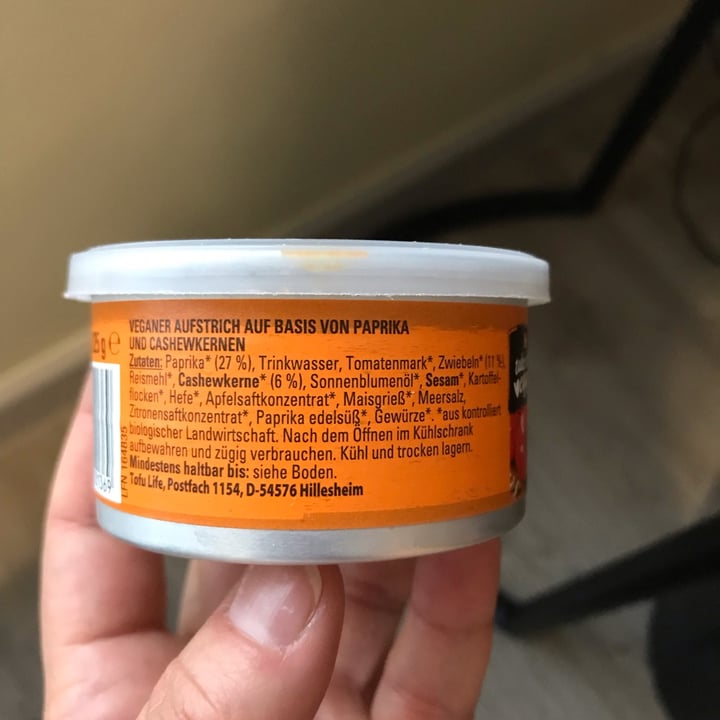 VEGANER AUFSTRICH AUF BASIS VON PAPRIKA
UND CASHEWKERNEN
25 g e
Zutaten: Paprika* (27 %), Trinkwasser, Tomatenmark*, Zwiebeln* (11 %),
Reismehl*, Cashewkerne* (6 %), Sonnenblumenöl*, Sesam*, Kartoffel-
flocken*, Hefe*, Apfelsaftkonzentrat*, Maisgrieß*, Meersalz,
Zitronensaftkonzentrat*, Paprika edelsüß*, Gewürze*. *aus kontrolliert
biologischer Landwirtschaft. Nach dem Öffnen im Kühlschrank
aufbewahren und zügig verbrauchen. Kühl und trocken lagern.
Mindestens haltbar bis: siehe Boden.
Tofu Life, Postfach 1154, D-54576 Hillesheim